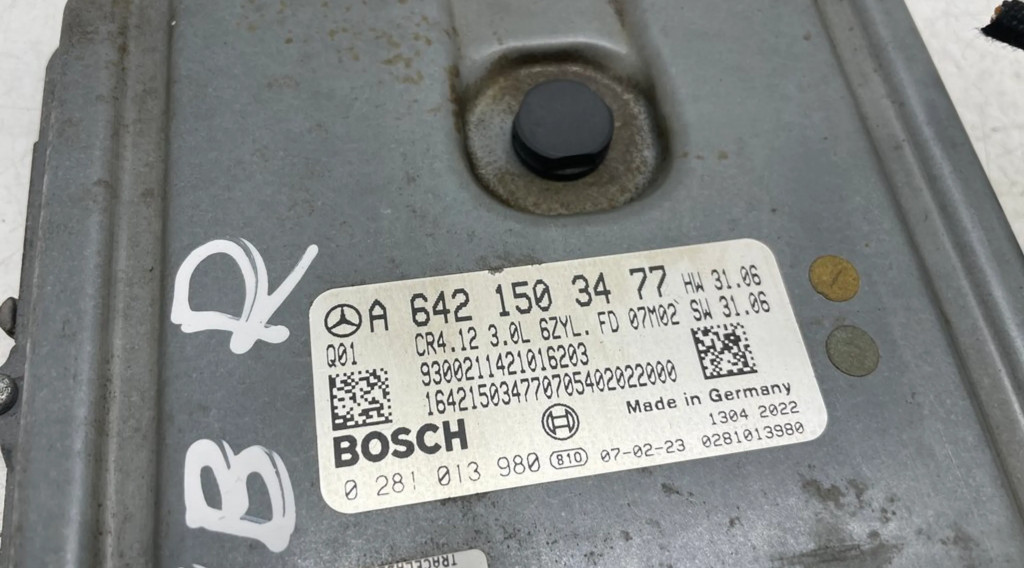 R
B
A 642 150 34 77 HW 31.06
CR4.12 3.0L 6ZYL. FD 07M02 SW 31.06
Q01
9300211421016203
164215034770705402022000
Made in Germany
BOSCH
1304 2022
0 281 013 980 810 07-02-23 0281013980